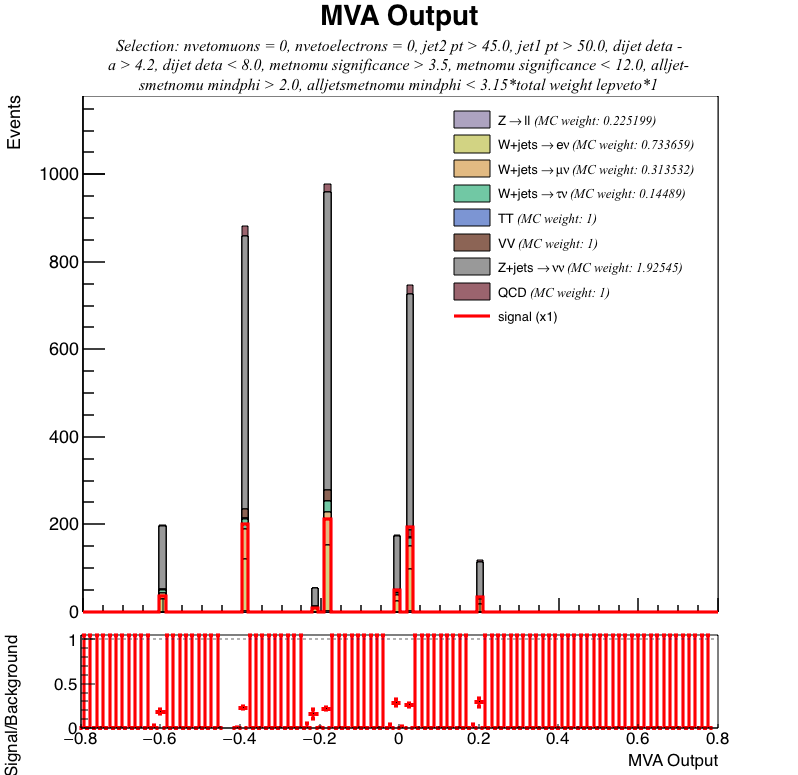 MVA Output
Selection: nvetomuons = 0, nvetoelectrons = 0, jet2 pt > 45.0, jet1 pt > 50.0, dijet deta -
a > 4.2, dijet deta < 8.0, metnomu significance > 3.5, metnomu significance < 12.0, alljet-
smetnomu mindphi > 2.0, alljetsmetnomu mindphi < 3.15*total weight lepveto*1
Events
1000
800
600
400
200
0
Z→ll (MC weight: 0.225199)
W+jets→eν (MC weight: 0.733659)
W+jets→μν (MC weight: 0.313532)
W+jets→τν (MC weight: 0.14489)
TT (MC weight: 1)
VV (MC weight: 1)
Z+jets→νν (MC weight: 1.92545)
QCD (MC weight: 1)
signal (x1)
Signal/Background
1
0.5
0
−0.8 −0.6 −0.4 −0.2 0 0.2 0.4 0.6 0.8
MVA Output